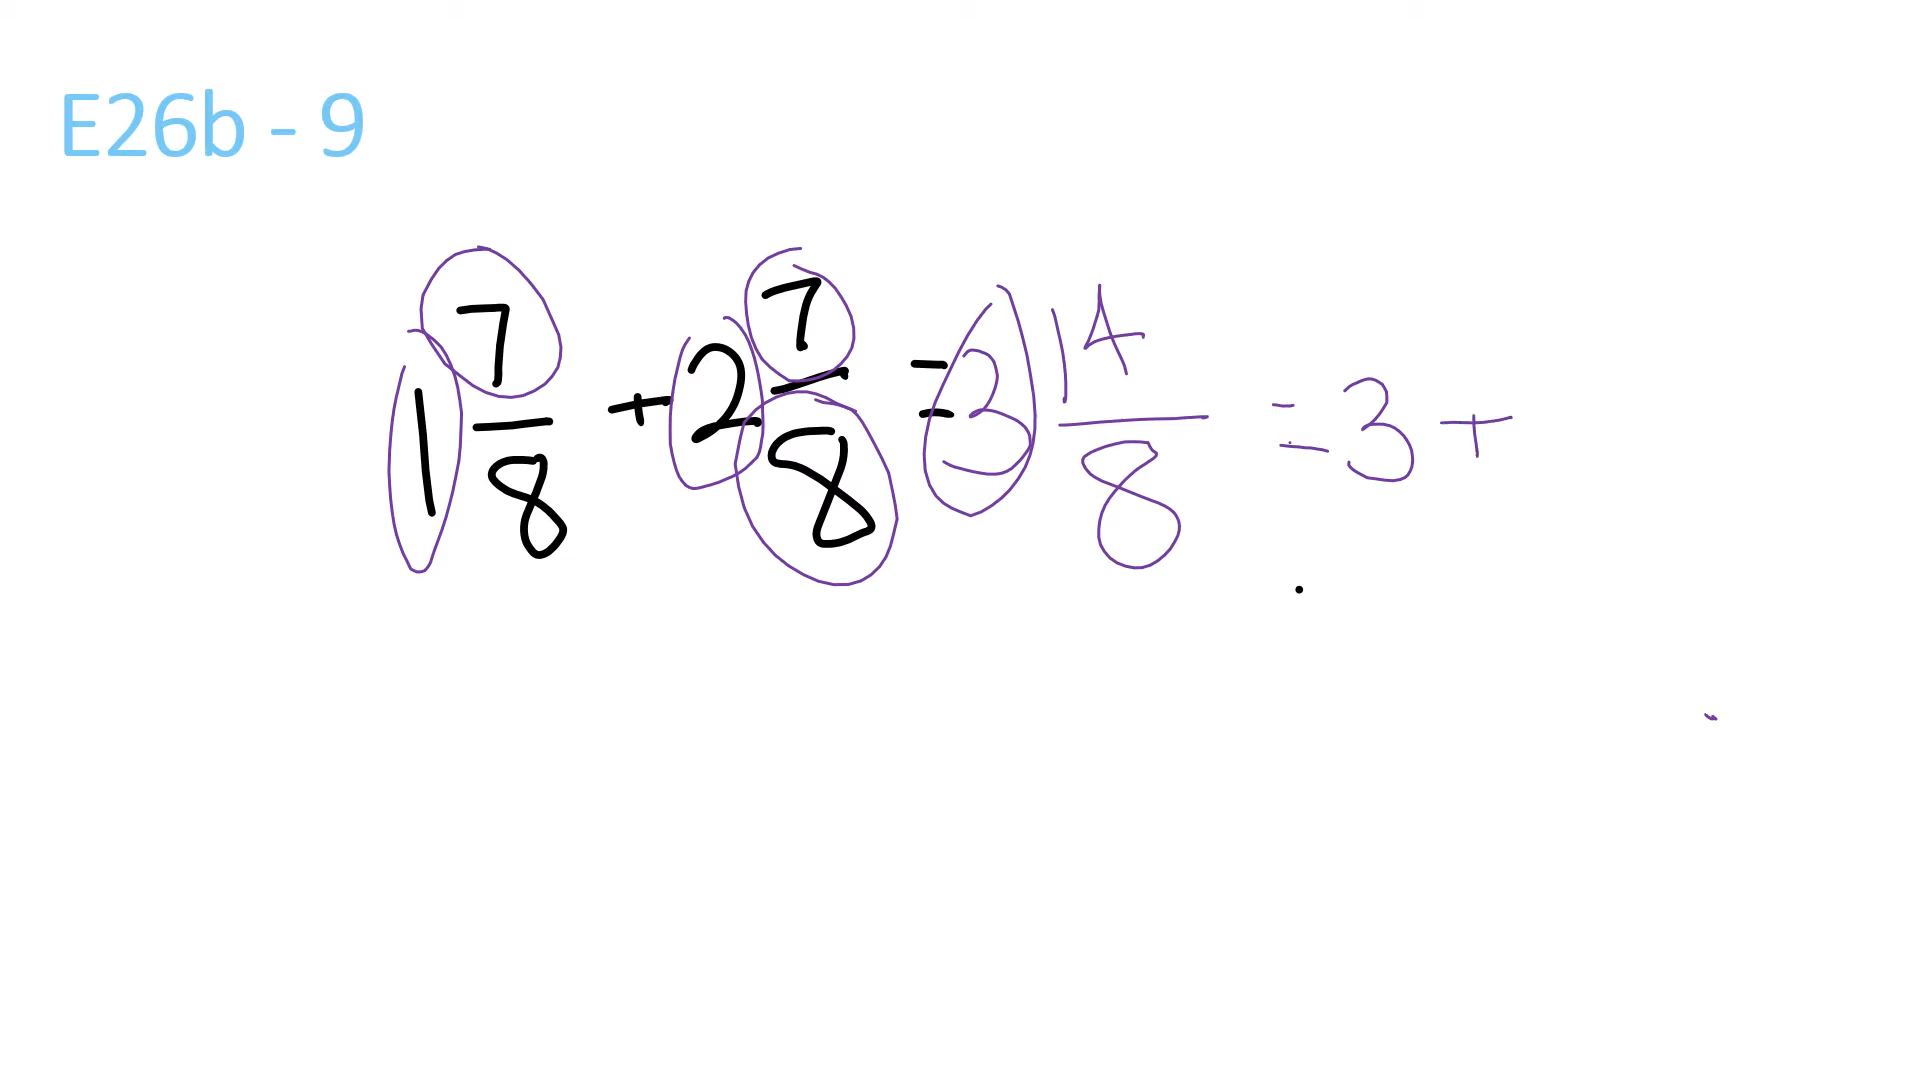 E26b - 9
1 7/8 + 2 7/8 = 3 14/8 = 3 +